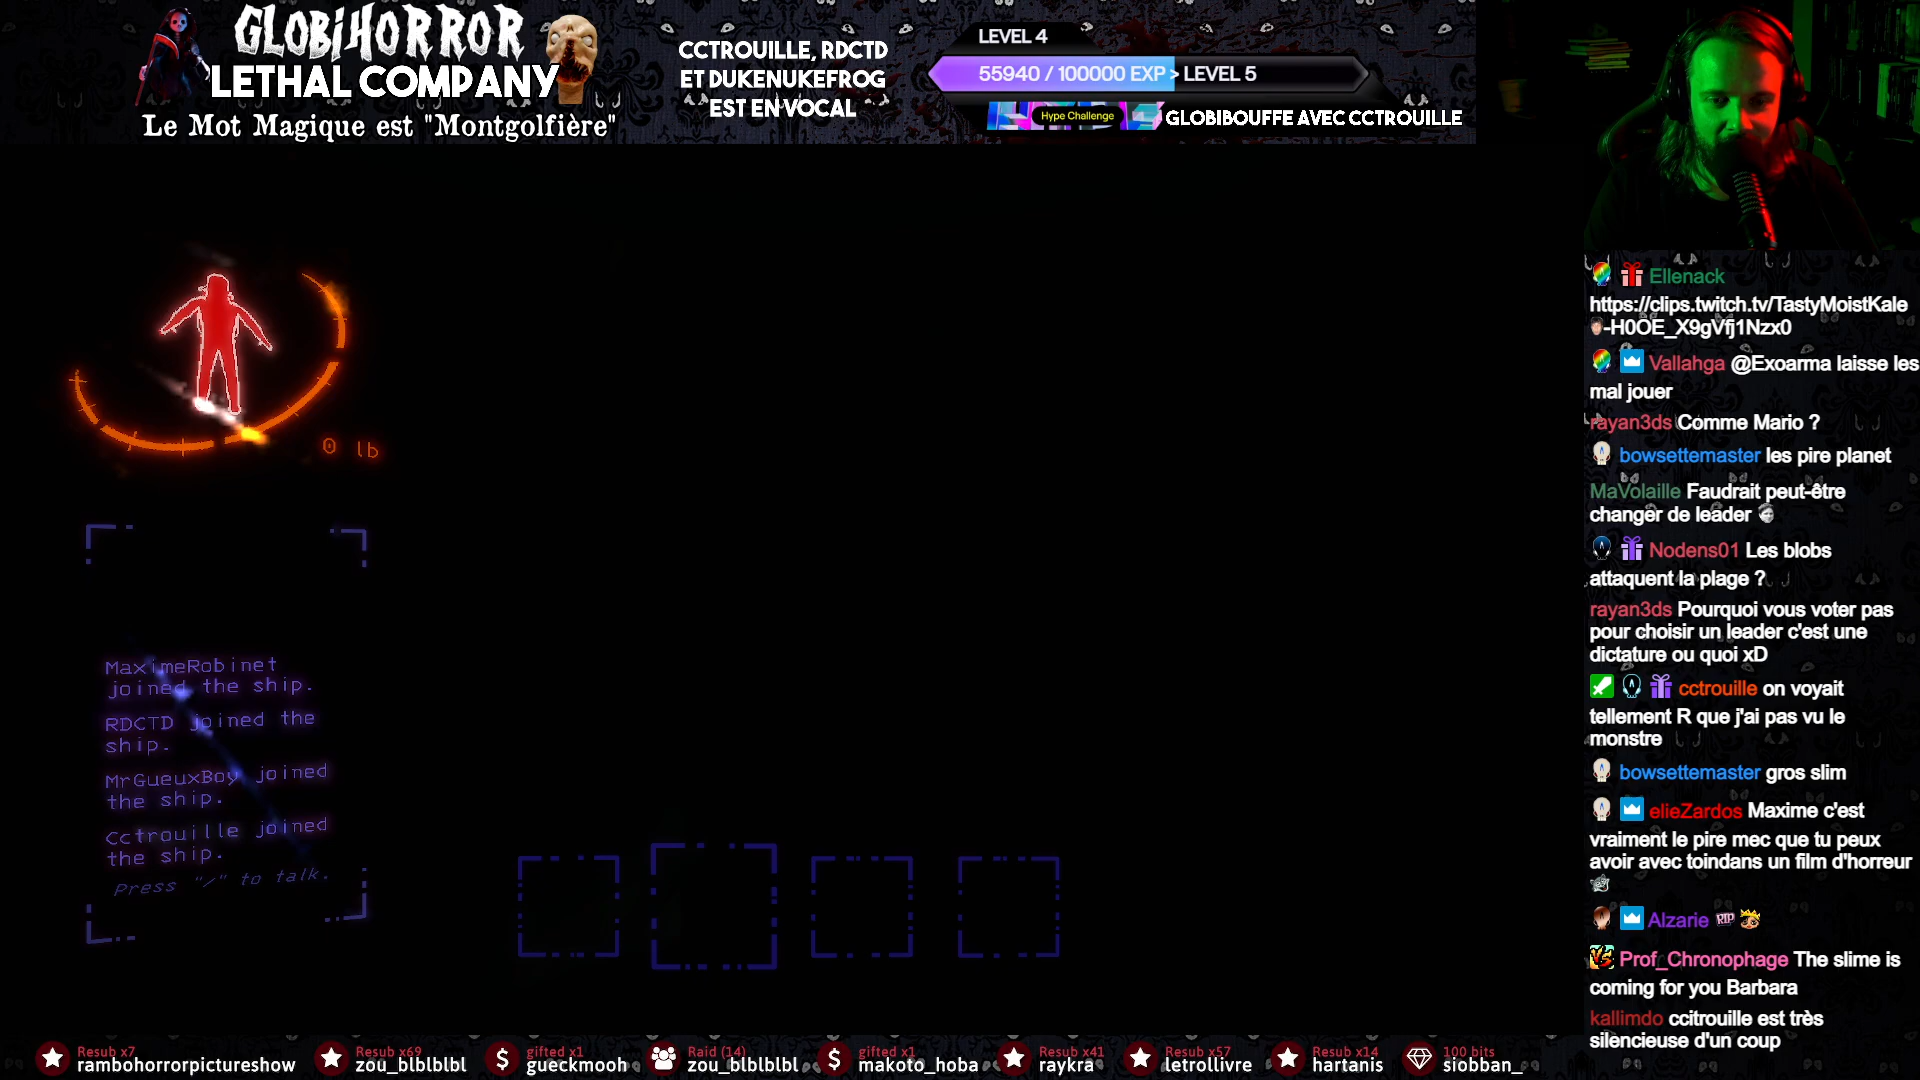 GLOBIHORROR
LETHAL COMPANY
Le Mot Magique est "Montgolfière"
CCTROUILLE, RDCTD
ET DUKENUKEFROG
EST EN VOCAL
LEVEL 4
55940 / 100000 EXP > LEVEL 5
Hype Challenge
GLOBIBOUFFE AVEC CCTROUILLE
0 lb
MaximeRobinet
joined the ship.
RDCTD joined the
ship.
MrGueuxBoy joined
the ship.
Cctrouille joined
the ship.
Press "/" to talk.
Ellenack
https://clips.twitch.tv/TastyMoistKale
-H0OE_X9gVfj1Nzx0
Vallahga @Exoarma laisse les
mal jouer
rayan3ds Comme Mario ?
bowsettemaster les pire planet
MaVolaille Faudrait peut-être
changer de leader
Nodens01 Les blobs
attaquent la plage ?
rayan3ds Pourquoi vous voter pas
pour choisir un leader c'est une
dictature ou quoi xD
cctrouille on voyait
tellement R que j'ai pas vu le
monstre
bowsettemaster gros slim
elieZardos Maxime c'est
vraiment le pire mec que tu peux
avoir avec toindans un film d'horreur
Alzarie RIP
VS Prof_Chronophage The slime is
coming for you Barbara
kallimdo ccitrouille est très
silencieuse d'un coup
Resub x7
rambohorrorpictureshow
Resub x69
zou_blblblbl
gifted x1
gueckmooh
Raid (14)
zou_blblblbl
gifted x1
makoto_hoba
Resub x41
raykra
Resub x57
letrollivre
Resub x14
hartanis
100 bits
siobban_